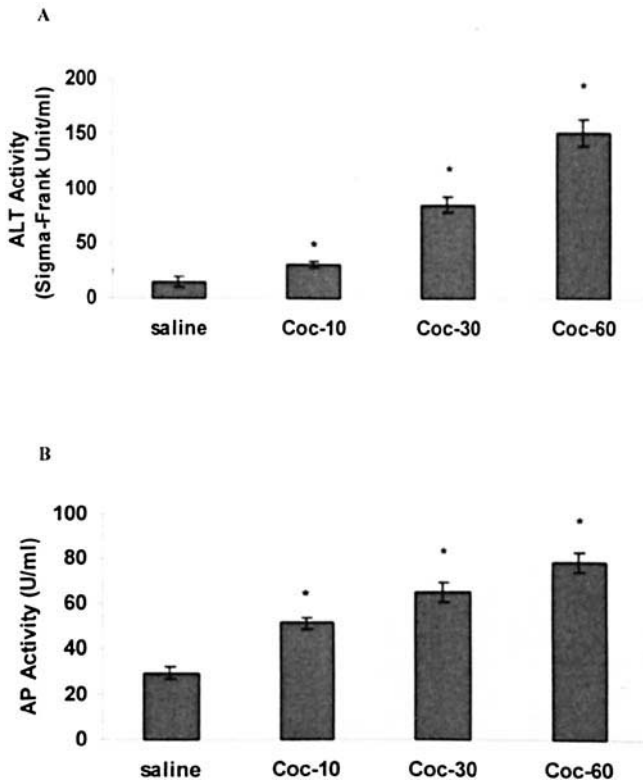 A
ALT Activity
(Sigma-Frank Unit/ml)
200
150
100
50
0
*
*
*
saline Coc-10 Coc-30 Coc-60
B
AP Activity (U/ml)
100
80
60
40
20
0
*
*
*
saline Coc-10 Coc-30 Coc-60